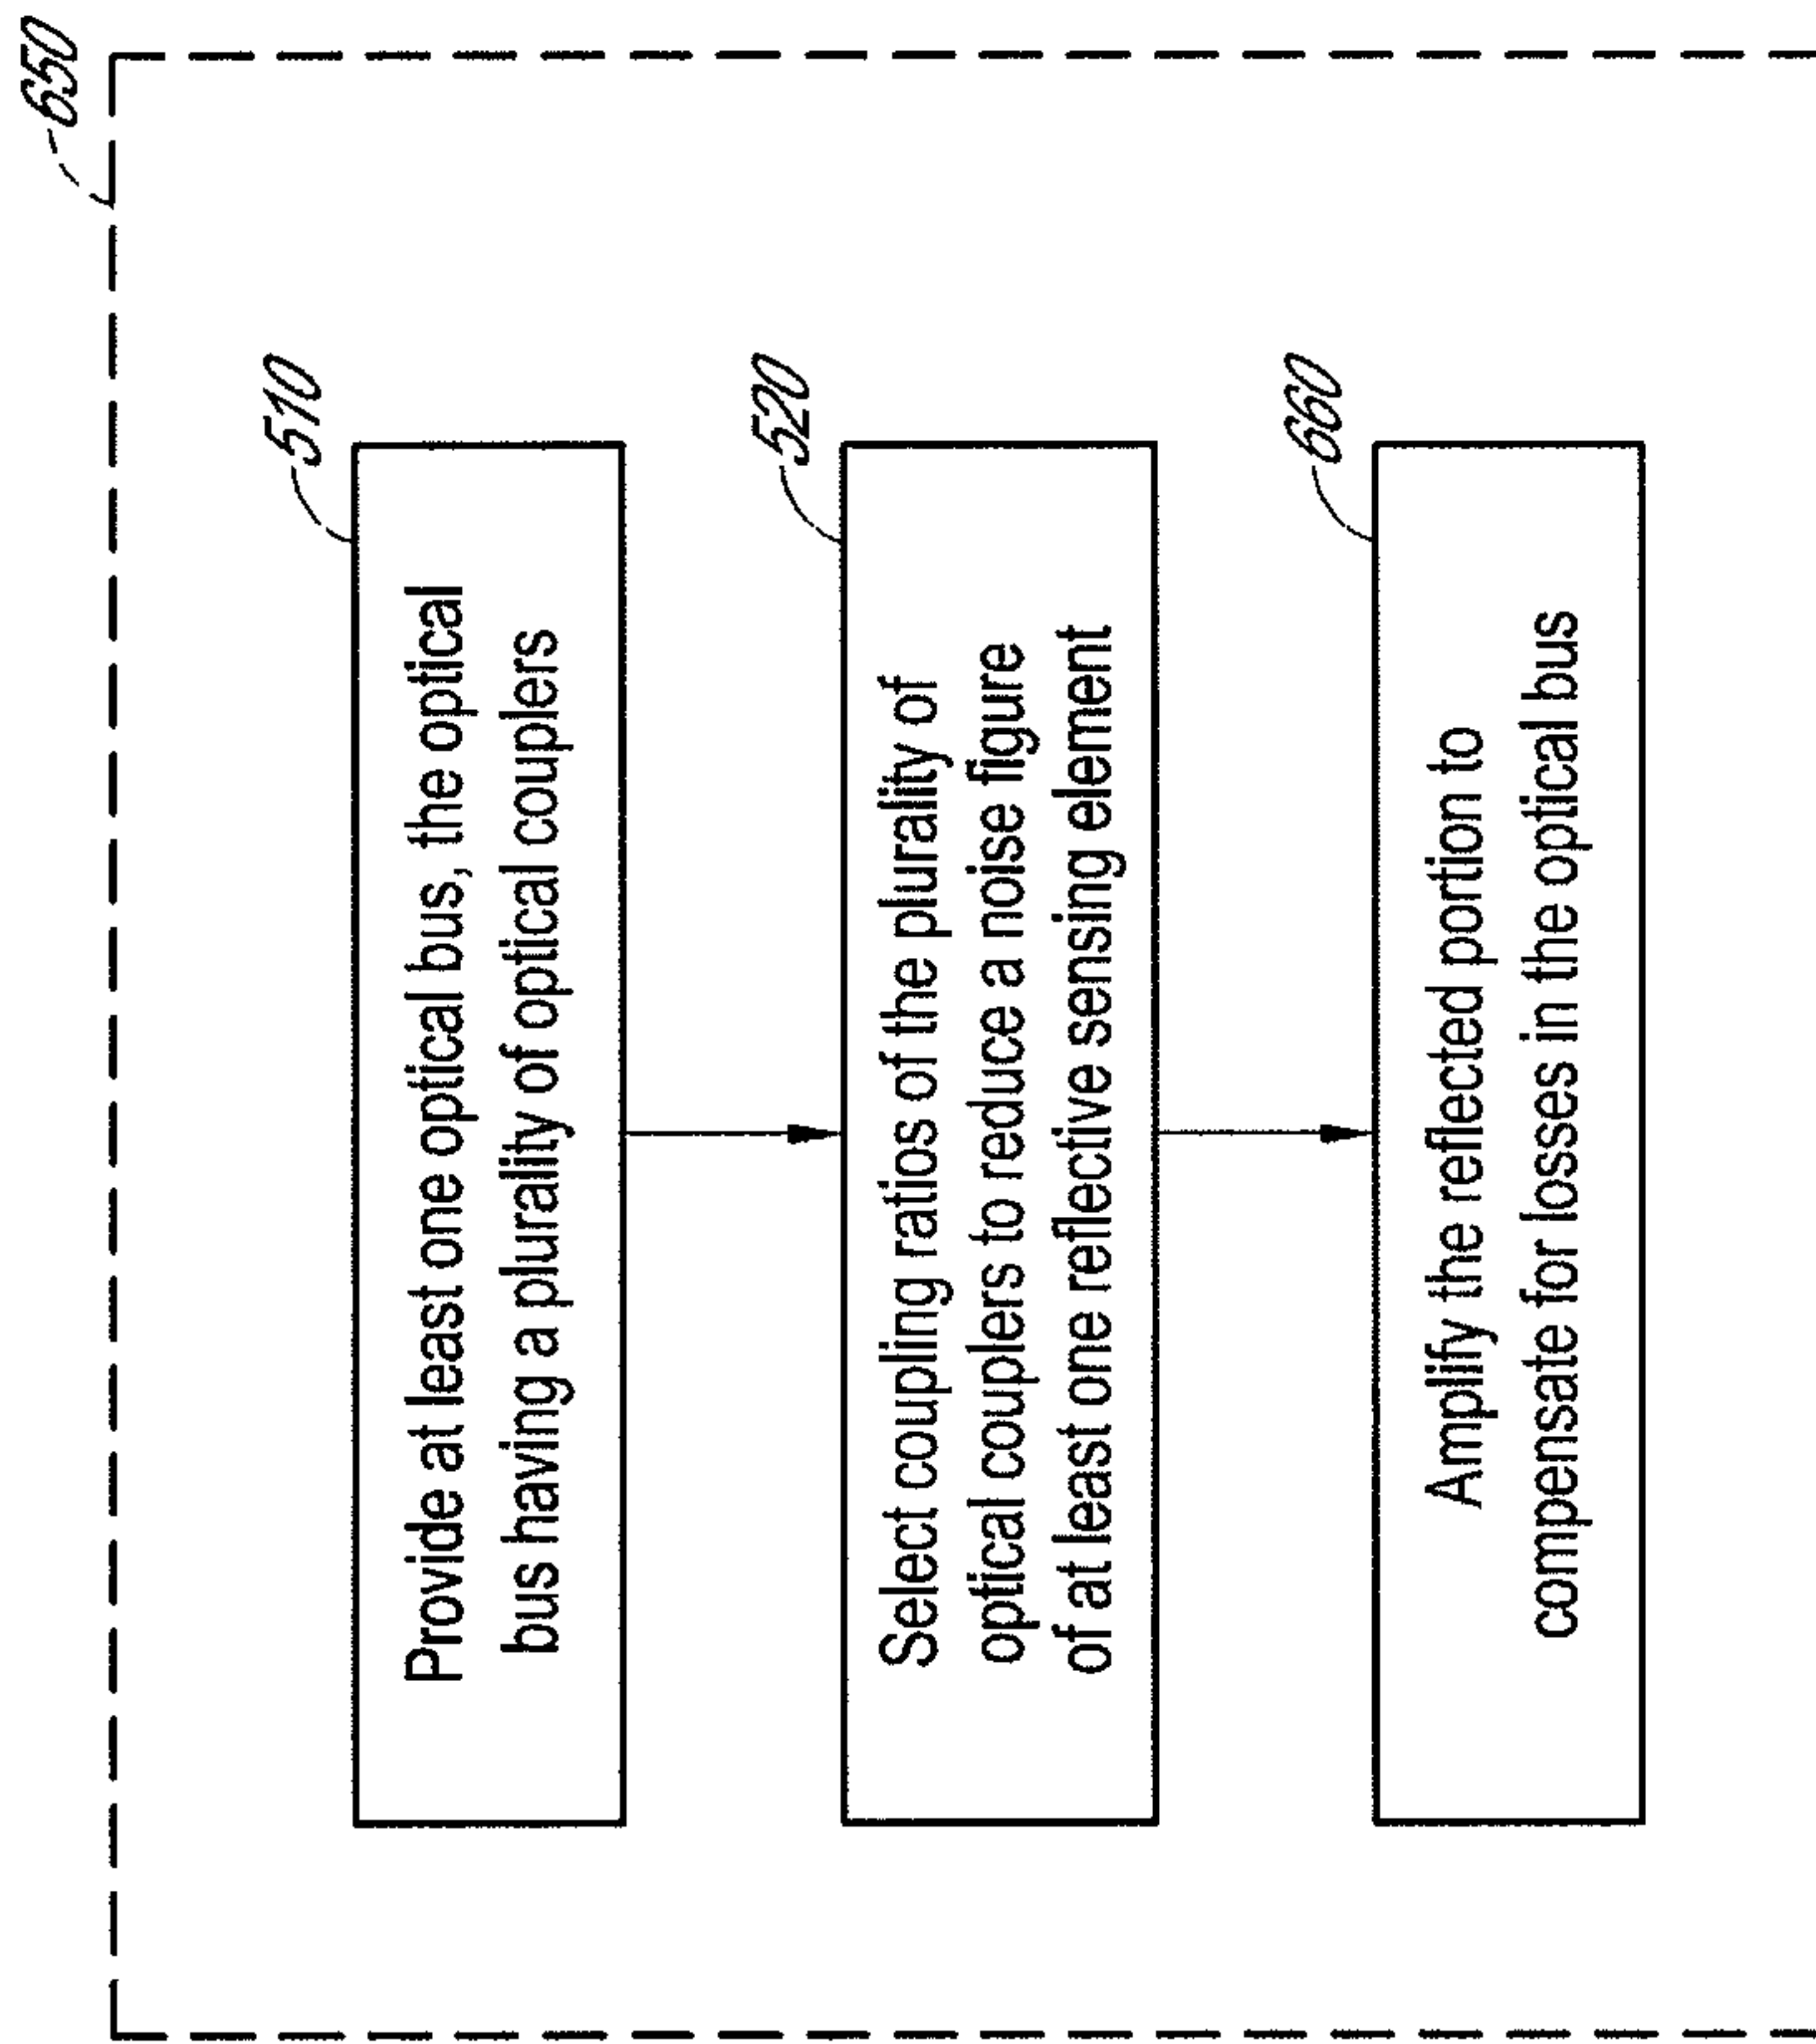 650
510
Provide at least one optical bus, the optical
bus having a plurality of optical couplers
520
Select coupling ratios of the plurality of
optical couplers to reduce a noise figure
of at least one reflective sensing element
660
Amplify the reflected portion to
compensate for losses in the optical bus